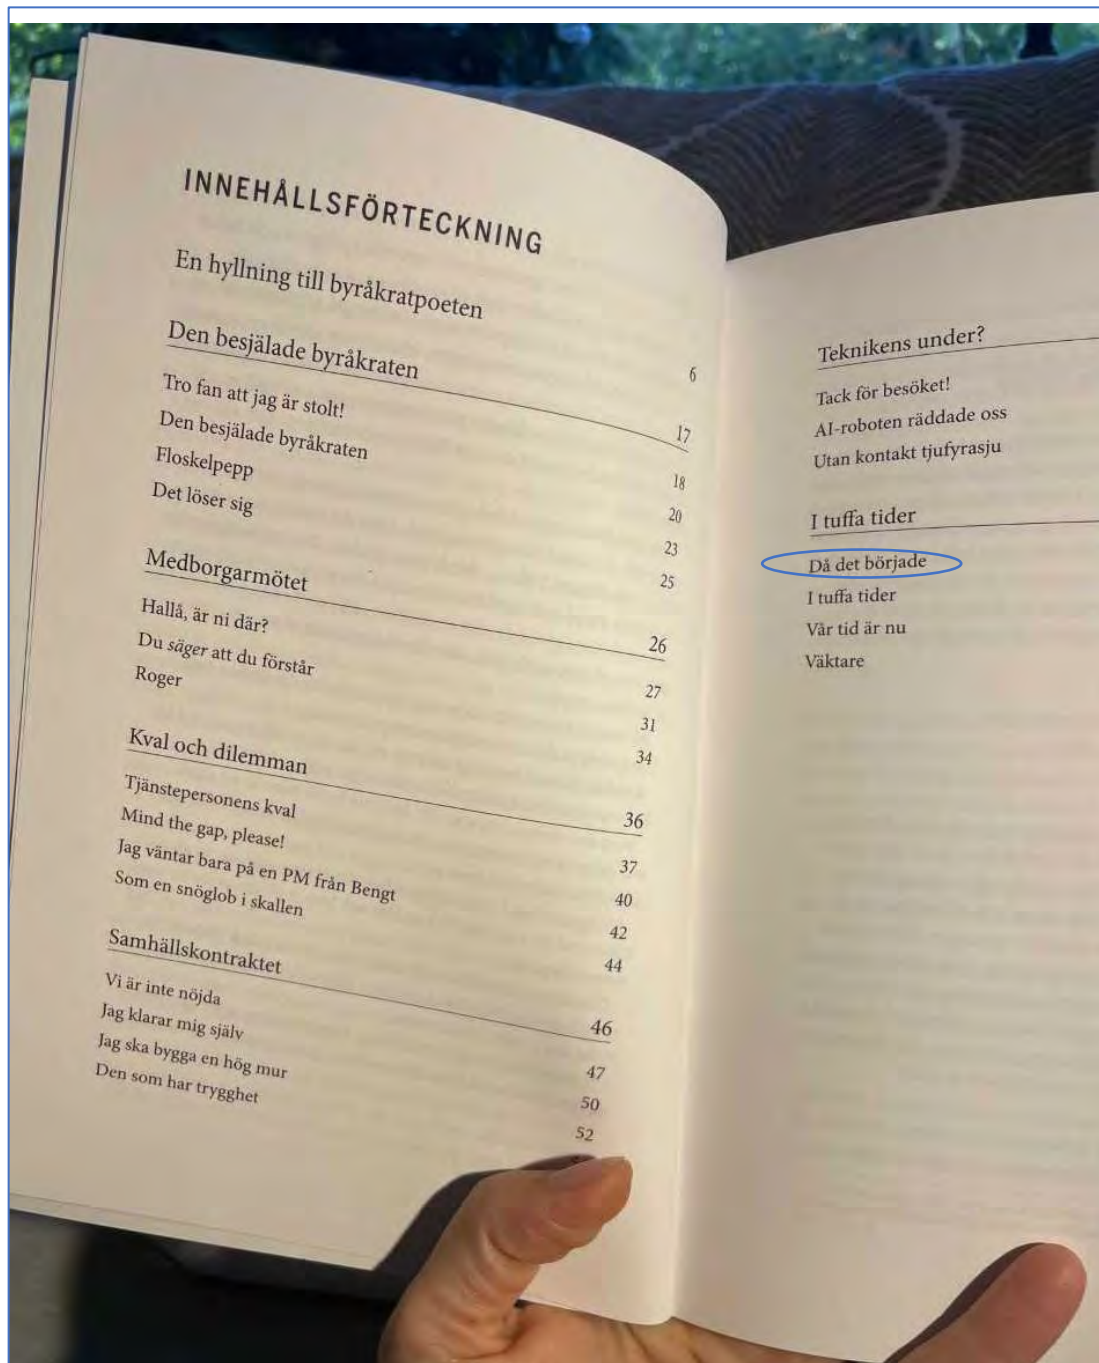 INNEHÅLLSFÖRTECKNING
En hyllning till byråkratpoeten 6
Den besjälade byråkraten 17
Tro fan att jag är stolt! 18
Den besjälade byråkraten 20
Floskelpepp 23
Det löser sig 25
Medborgarmötet 26
Hallå, är ni där? 27
Du säger att du förstår 31
Roger 34
Kval och dilemman 36
Tjänstepersonens kval 37
Mind the gap, please! 40
Jag väntar bara på en PM från Bengt 42
Som en snöglob i skallen 44
Samhällskontraktet 46
Vi är inte nöjda 47
Jag klarar mig själv 50
Jag ska bygga en hög mur 52
Den som har trygghet
Teknikens under?
Tack för besöket!
AI-roboten räddade oss
Utan kontakt tjufyrasju
I tuffa tider
Då det började
I tuffa tider
Vår tid är nu
Väktare